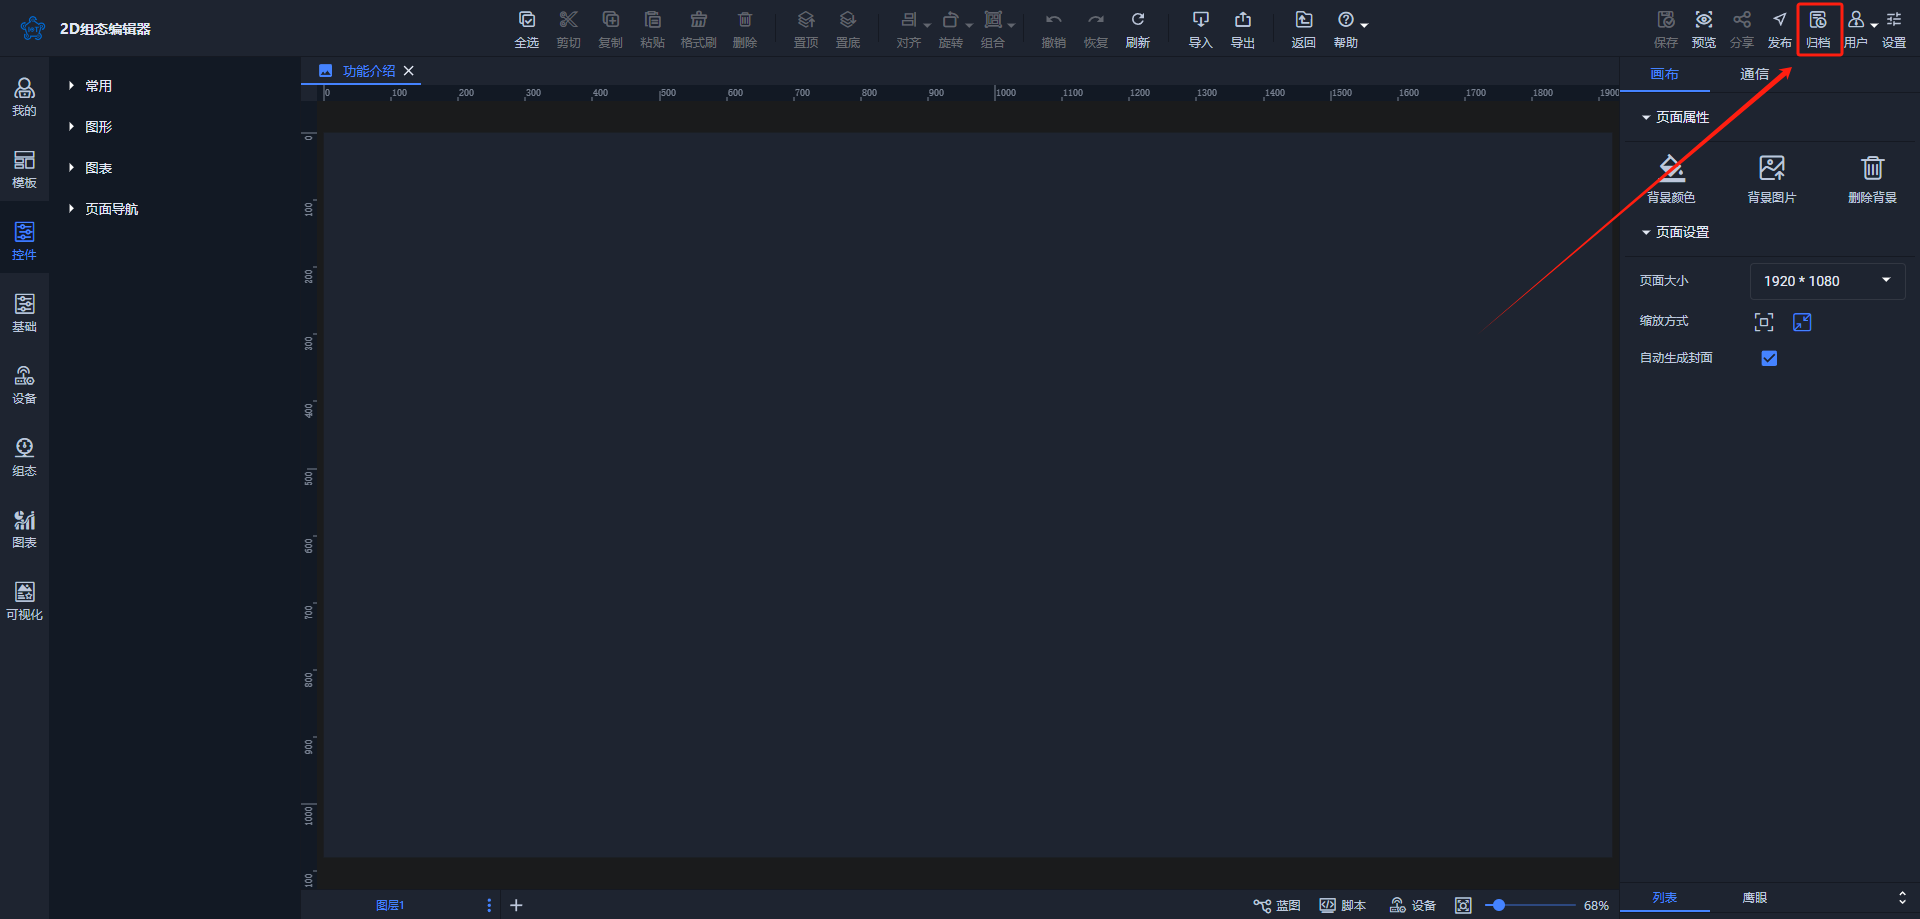 2D组态编辑器
全选 剪切 复制 粘贴 格式刷 删除 置顶 置底 对齐 旋转 组合 撤销 恢复 刷新 导入 导出 返回 帮助 保存 预览 分享 发布 归档 用户 设置
我的
模板
控件
基础
设备
组态
图表
可视化
常用
图形
图表
页面导航
功能介绍
0 100 200 300 400 500 600 700 800 900 1000 1100 1200 1300 1400 1500 1600 1700 1800 1900
0
100
200
300
400
500
600
700
800
900
1000
100
画布 通信
页面属性
背景颜色 背景图片 删除背景
页面设置
页面大小 1920 * 1080
缩放方式
自动生成封面
图层1
蓝图 脚本 设备 68%
列表 鹰眼